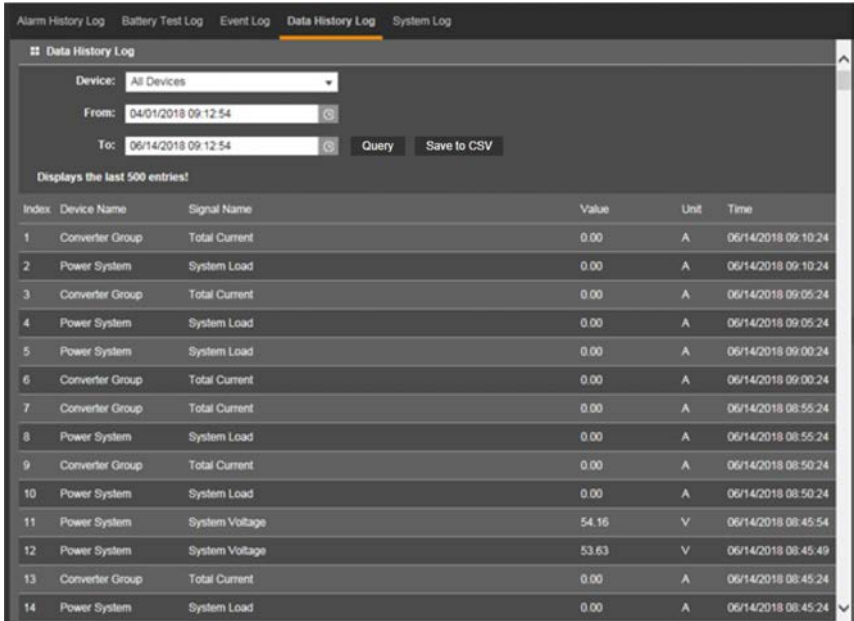 Alarm History Log Battery Test Log Event Log Data History Log System Log
Data History Log
Device: All Devices
From: 04/01/2018 09:12:54
To: 06/14/2018 09:12:54 Query Save to CSV
Displays the last 500 entries!
Index Device Name Signal Name Value Unit Time
1 Converter Group Total Current 0.00 A 06/14/2018 09:10:24
2 Power System System Load 0.00 A 06/14/2018 09:10:24
3 Converter Group Total Current 0.00 A 06/14/2018 09:05:24
4 Power System System Load 0.00 A 06/14/2018 09:05:24
5 Power System System Load 0.00 A 06/14/2018 09:00:24
6 Converter Group Total Current 0.00 A 06/14/2018 09:00:24
7 Converter Group Total Current 0.00 A 06/14/2018 08:55:24
8 Power System System Load 0.00 A 06/14/2018 08:55:24
9 Converter Group Total Current 0.00 A 06/14/2018 08:50:24
10 Power System System Load 0.00 A 06/14/2018 08:50:24
11 Power System System Voltage 54.16 V 06/14/2018 08:45:54
12 Power System System Voltage 53.63 V 06/14/2018 08:45:49
13 Converter Group Total Current 0.00 A 06/14/2018 08:45:24
14 Power System System Load 0.00 A 06/14/2018 08:45:24